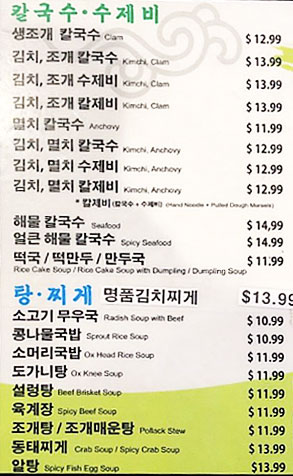 칼국수·수제비
생조개 칼국수 Clam $ 12.99
김치, 조개 칼국수 Kimchi, Clam $ 13.99
김치, 조개 수제비 Kimchi, Clam $ 13.99
김치, 조개 칼제비 Kimchi, Clam $ 13.99
멸치 칼국수 Anchovy $ 11.99
김치, 멸치 칼국수 Kimchi, Anchovy $ 12.99
김치, 멸치 수제비 Kimchi, Anchovy $ 12.99
김치, 멸치 칼제비 Kimchi, Anchovy $ 12.99
* 칼제비 (칼국수 + 수제비) (Hand Noodle + Pulled Dough Morsels)
해물 칼국수 Seafood $ 14,99
얼큰 해물 칼국수 Spicy Seafood $ 14.99
떡국 / 떡만두 / 만두국 $ 11.99
Rice Cake Soup / Rice Cake Soup with Dumpling / Dumpling Soup
탕·찌게 명품김치찌게 $13.99
소고기 무우국 Radish Soup with Beef $ 10.99
콩나물국밥 Sprout Rice Soup $ 10.99
소머리국밥 Ox Head Rice Soup $ 11.99
도가니탕 Ox Knee Soup $ 11.99
설렁탕 Beef Brisket Soup $ 11.99
육계장 Spicy Beef Soup $ 11.99
조개탕 / 조개매운탕 Pollack Stew $ 11.99
동태찌게 Crab Soup / Spicy Crab Soup $ 13.99
알탕 Spicy Fish Egg Soup $13.99